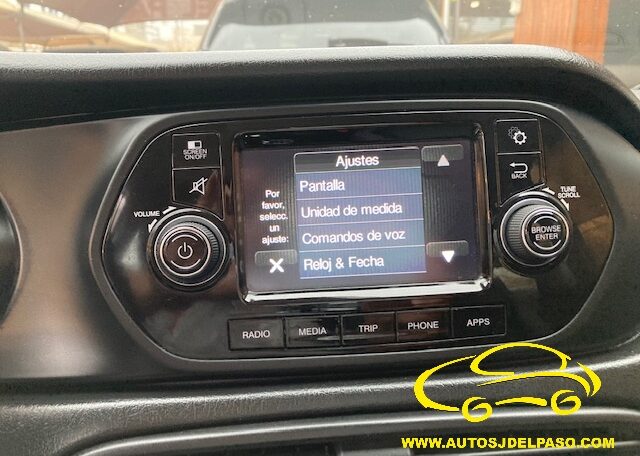 SCREEN
ON/OFF
VOLUME
Ajustes
Por
favor,
selecc.
un
ajuste:
Pantalla
Unidad de medida
Comandos de voz
Reloj & Fecha
BACK
TUNE
SCROLL
BROWSE
ENTER
RADIO
MEDIA
TRIP
PHONE
APPS
WWW.AUTOSJDELPASO.COM